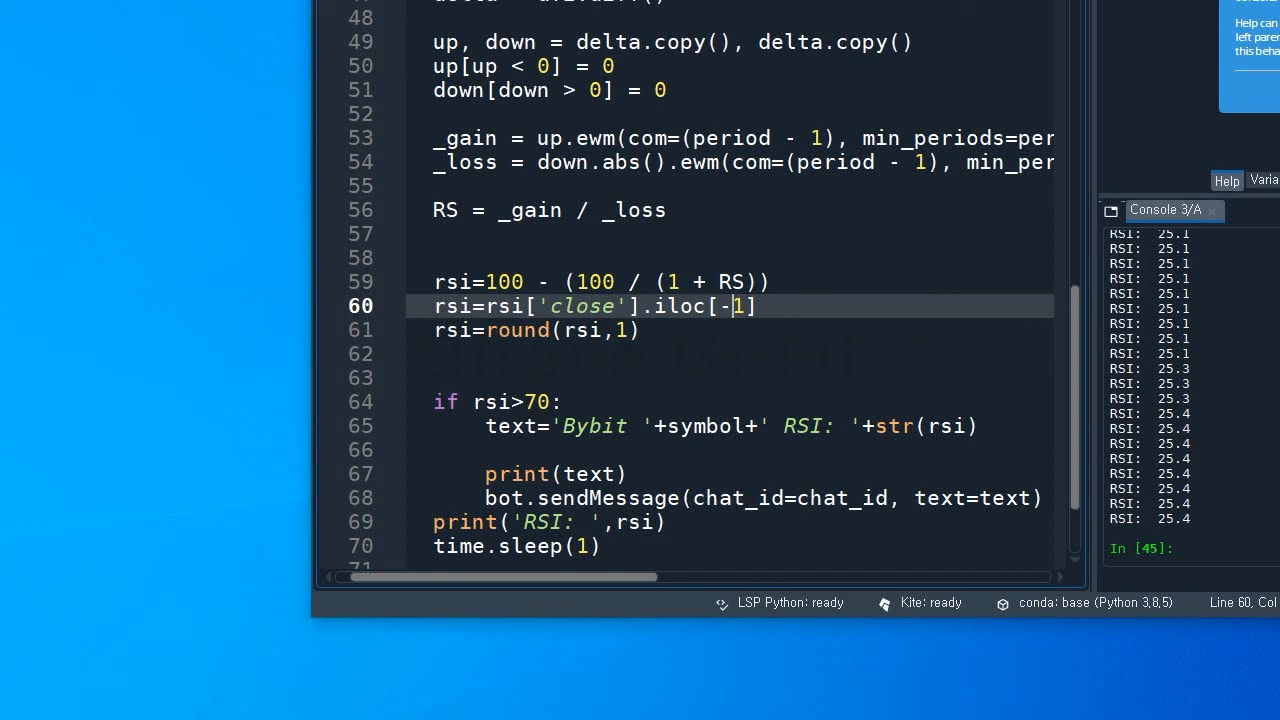 48
49 up, down = delta.copy(), delta.copy()
50 up[up < 0] = 0
51 down[down > 0] = 0
52
53 _gain = up.ewm(com=(period - 1), min_periods=per
54 _loss = down.abs().ewm(com=(period - 1), min_per
55
56 RS = _gain / _loss
57
58
59 rsi=100 - (100 / (1 + RS))
60 rsi=rsi['close'].iloc[-1]
61 rsi=round(rsi,1)
62
63
64 if rsi>70:
65 text='Bybit '+symbol+' RSI: '+str(rsi)
66
67 print(text)
68 bot.sendMessage(chat_id=chat_id, text=text)
69 print('RSI: ',rsi)
70 time.sleep(1)
71
Bitone Great
Help can
left paren
this beha
Help Varia
Console 3/A
RSI: 25.1
RSI: 25.1
RSI: 25.1
RSI: 25.1
RSI: 25.1
RSI: 25.1
RSI: 25.1
RSI: 25.1
RSI: 25.1
RSI: 25.3
RSI: 25.3
RSI: 25.3
RSI: 25.4
RSI: 25.4
RSI: 25.4
RSI: 25.4
RSI: 25.4
RSI: 25.4
RSI: 25.4
RSI: 25.4
In [45]:
LSP Python: ready Kite: ready conda: base (Python 3.8.5) Line 60, Col